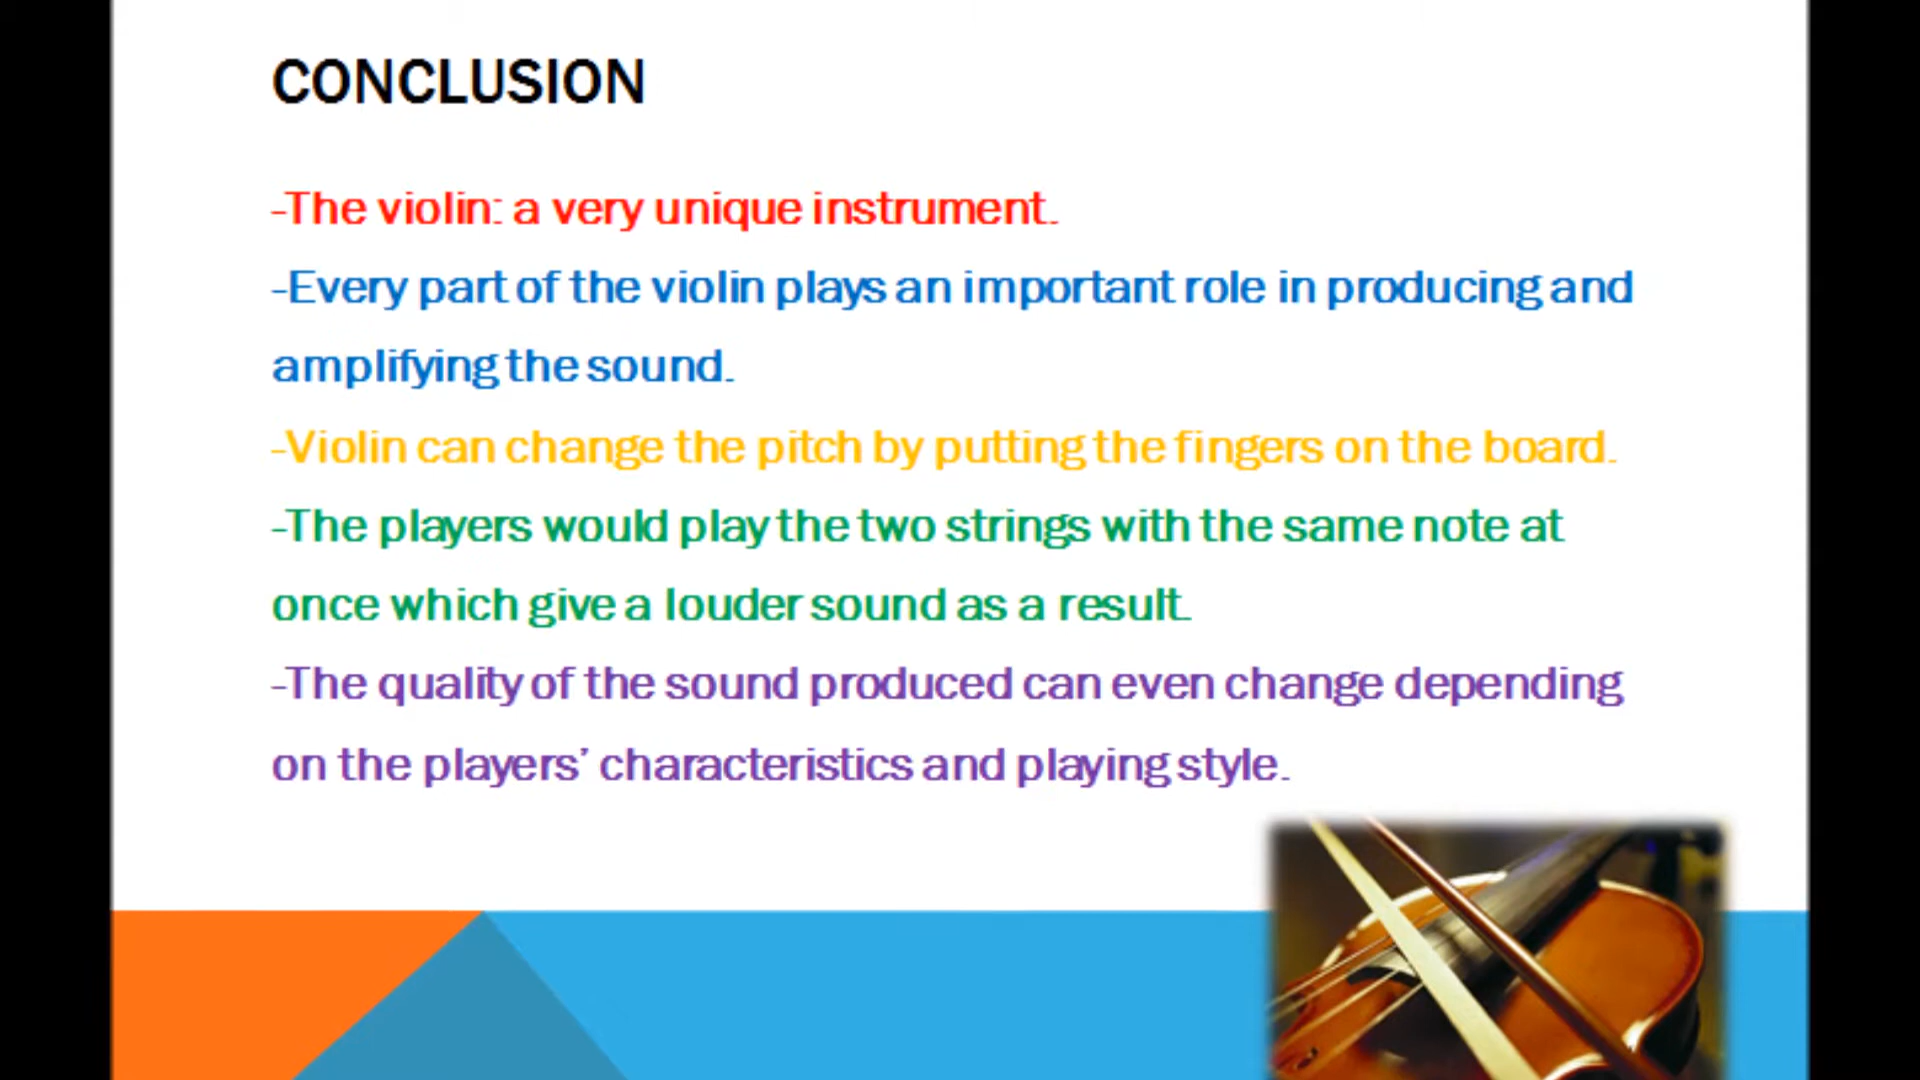 CONCLUSION
-The violin: a very unique instrument.
-Every part of the violin plays an important role in producing and
amplifying the sound.
-Violin can change the pitch by putting the fingers on the board.
-The players would play the two strings with the same note at
once which give a louder sound as a result.
-The quality of the sound produced can even change depending
on the players’ characteristics and playing style.